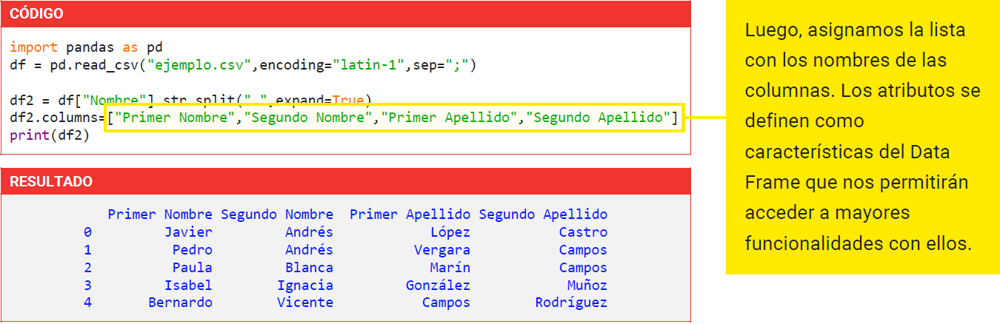 CÓDIGO
import pandas as pd
df = pd.read_csv("ejemplo.csv",encoding="latin-1",sep=";")
df2 = df["Nombre"].str.split(" ",expand=True)
df2.columns=["Primer Nombre","Segundo Nombre","Primer Apellido","Segundo Apellido"]
print(df2)
Luego, asignamos la lista
con los nombres de las
columnas. Los atributos se
definen como
características del Data
Frame que nos permitirán
acceder a mayores
funcionalidades con ellos.
RESULTADO
Primer Nombre Segundo Nombre Primer Apellido Segundo Apellido
0 Javier Andrés López Castro
1 Pedro Andrés Vergara Campos
2 Paula Blanca Marín Campos
3 Isabel Ignacia González Muñoz
4 Bernardo Vicente Campos Rodríguez